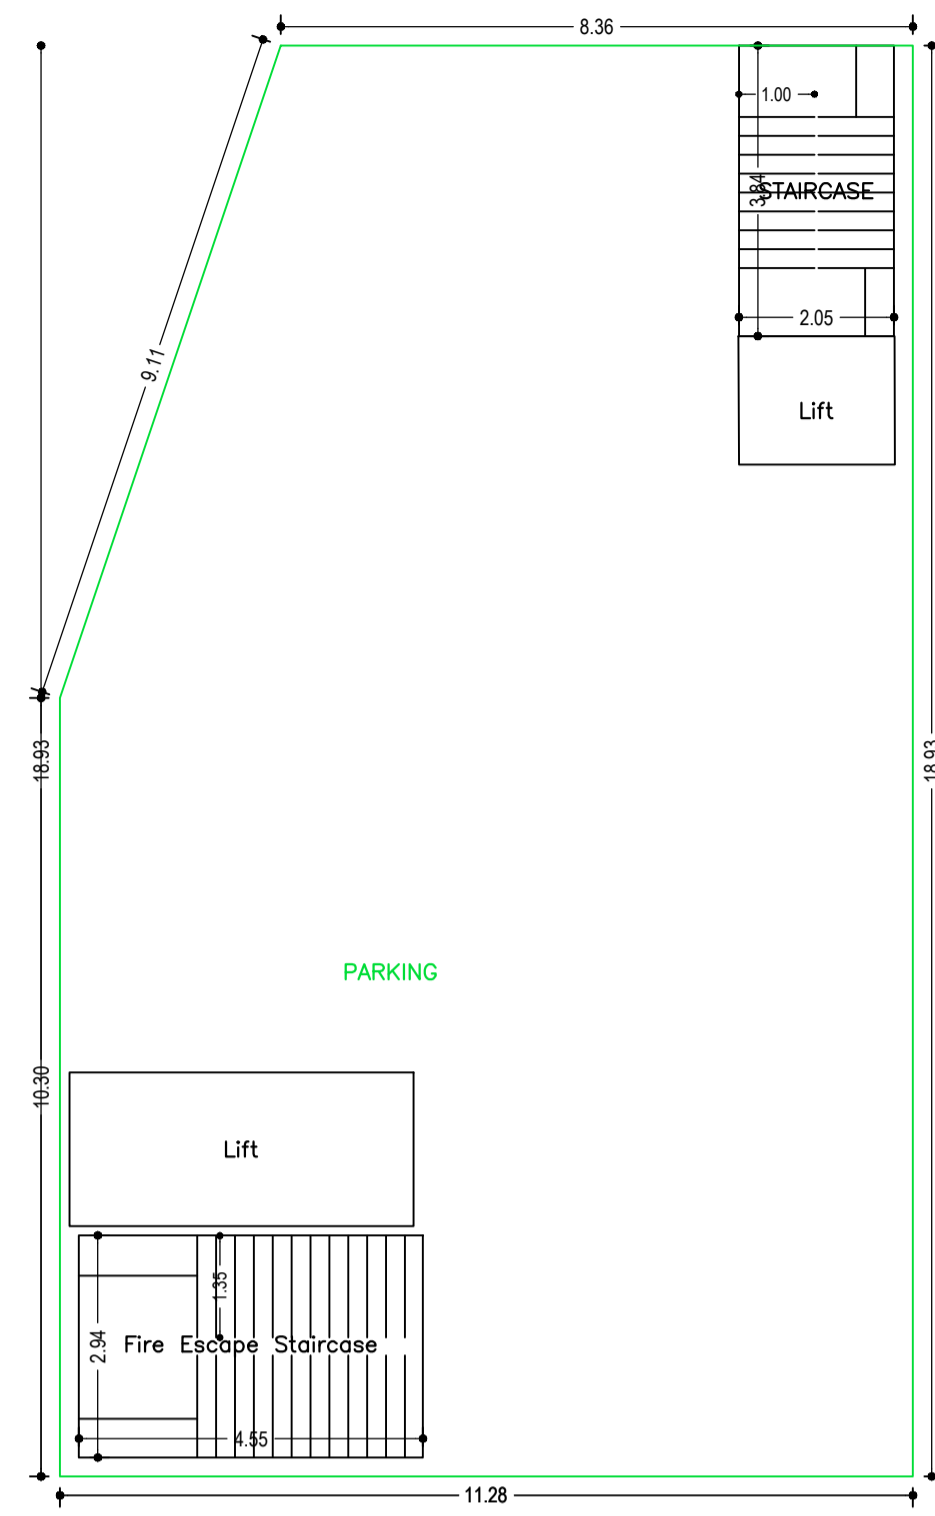 8.36
1.00
3.84
STAIRCASE
2.05
9.11
Lift
18.93
18.93
PARKING
10.30
Lift
1.35
2.94
Fire Escape Staircase
4.55
11.28